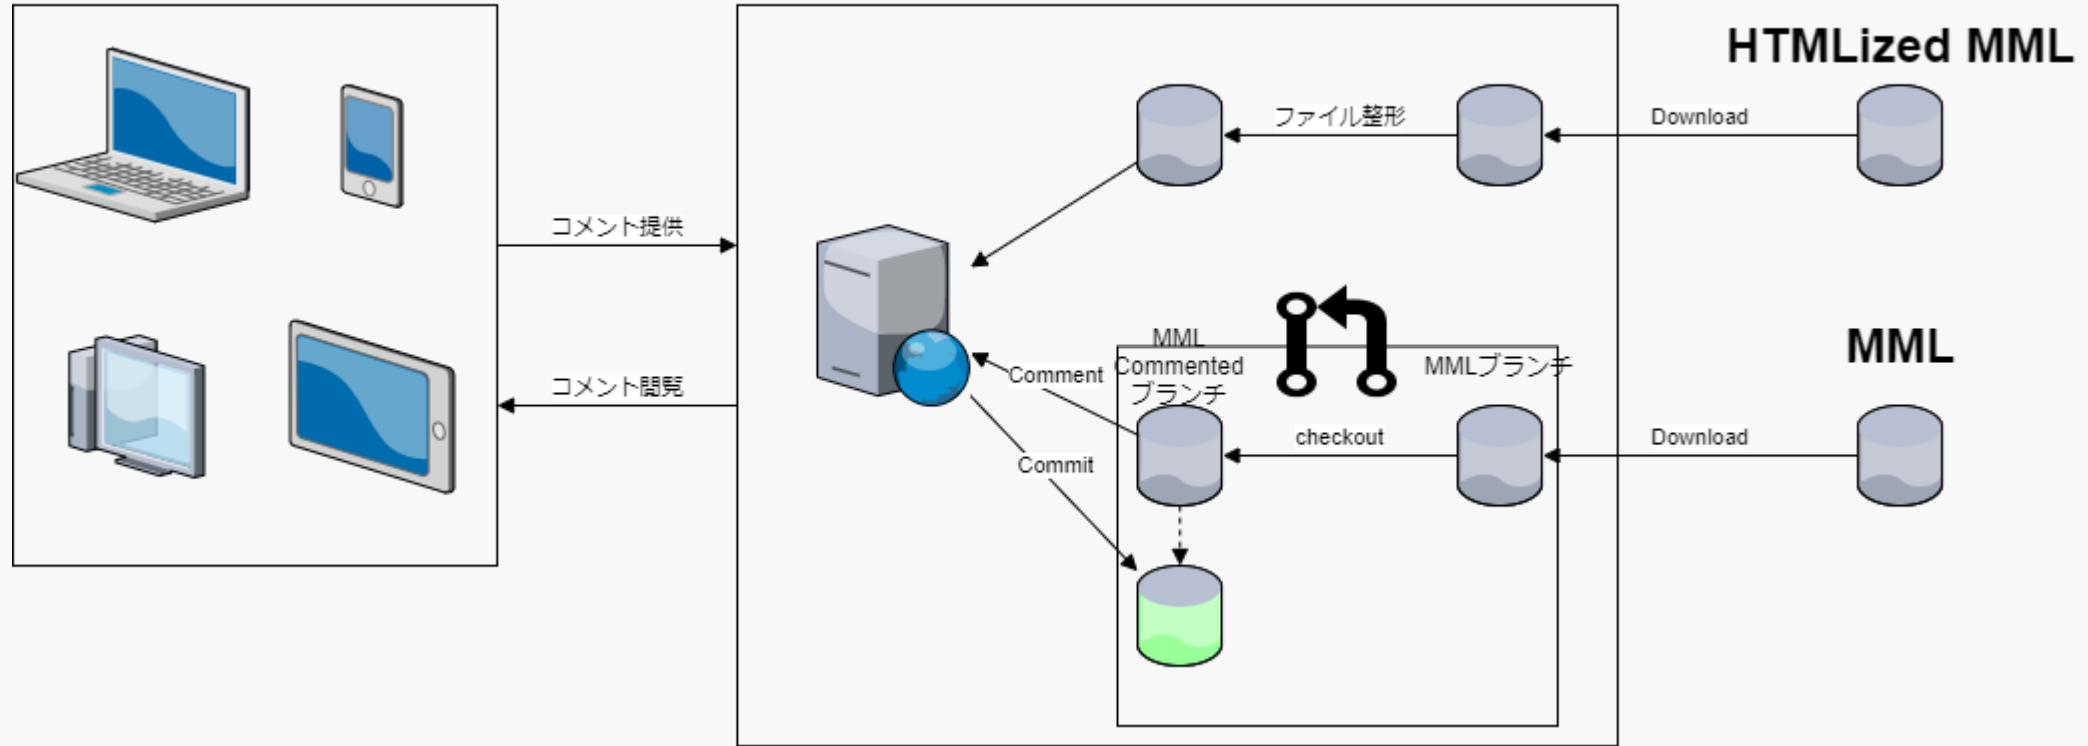 HTMLized MML
ファイル整形
Download
コメント提供
MML
Commented
ブランチ
MMLブランチ
MML
Comment
コメント閲覧
checkout
Download
Commit